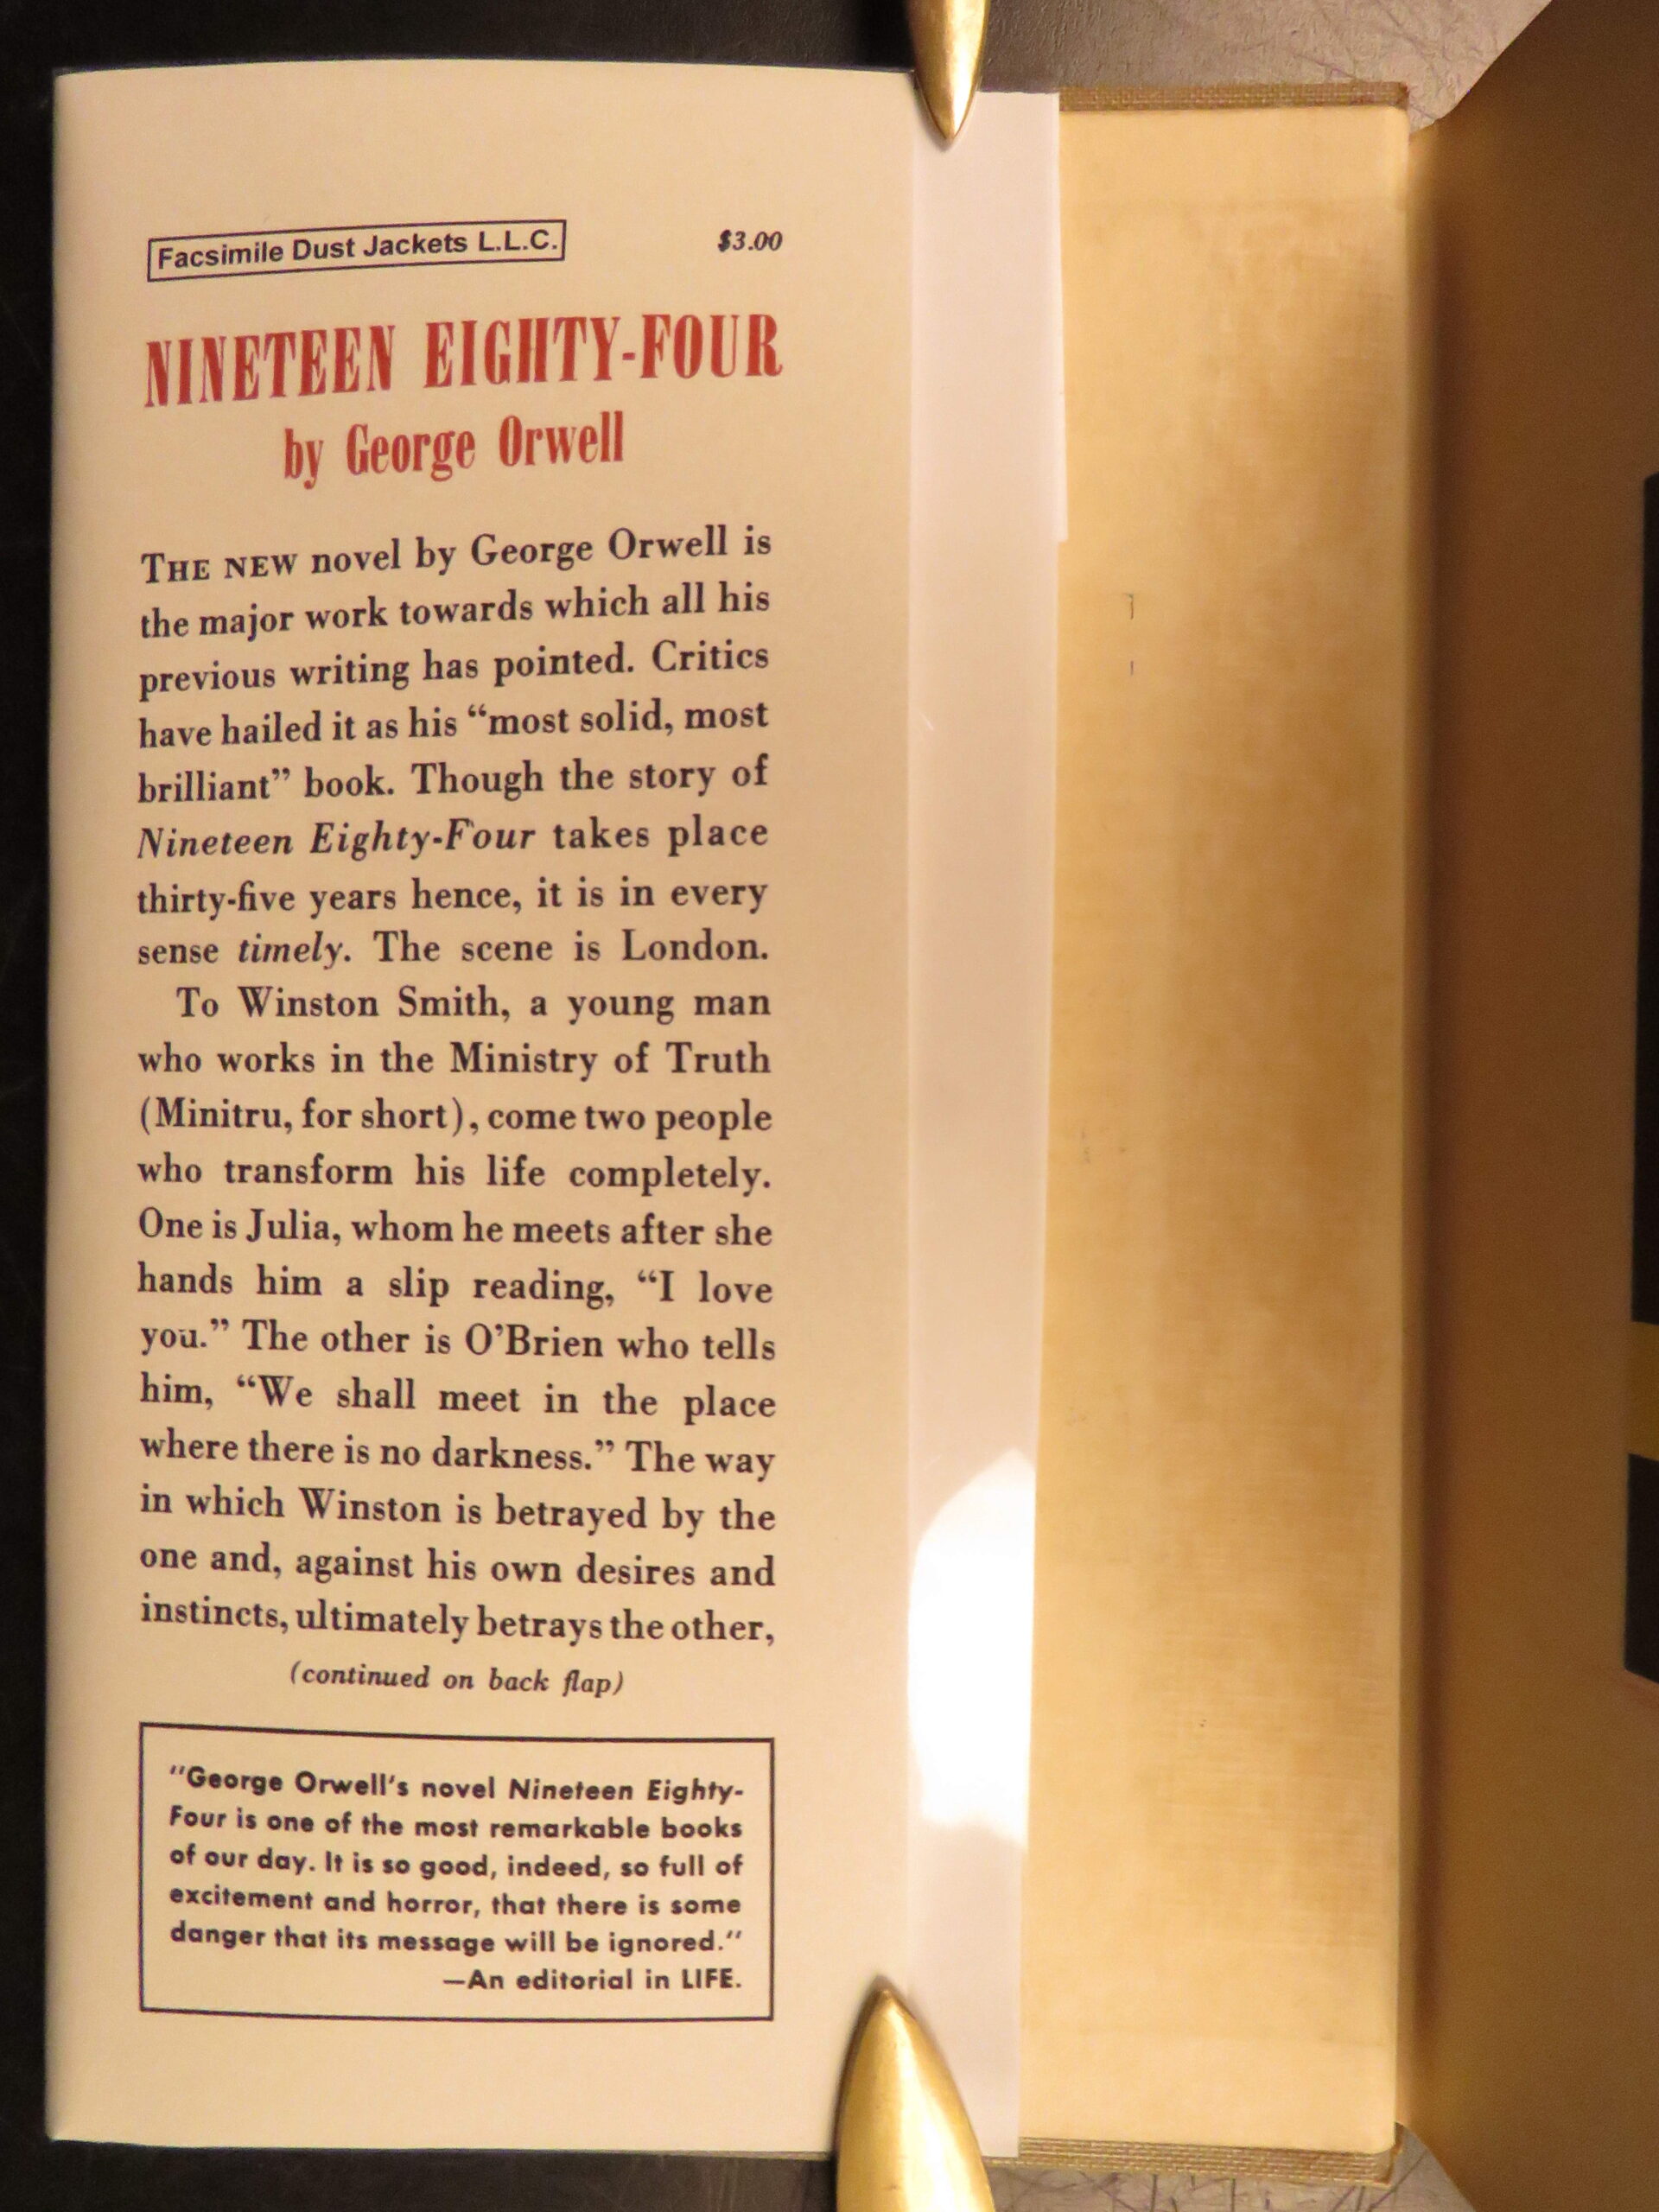 Facsimile Dust Jackets L.L.C. $3.00
NINETEEN EIGHTY-FOUR
by George Orwell
THE NEW novel by George Orwell is
the major work towards which all his
previous writing has pointed. Critics
have hailed it as his “most solid, most
brilliant” book. Though the story of
Nineteen Eighty-Four takes place
thirty-five years hence, it is in every
sense timely. The scene is London.
To Winston Smith, a young man
who works in the Ministry of Truth
(Minitru, for short), come two people
who transform his life completely.
One is Julia, whom he meets after she
hands him a slip reading, “I love
you.” The other is O’Brien who tells
him, “We shall meet in the place
where there is no darkness.” The way
in which Winston is betrayed by the
one and, against his own desires and
instincts, ultimately betrays the other,
(continued on back flap)
"George Orwell's novel Nineteen Eighty-
Four is one of the most remarkable books
of our day. It is so good, indeed, so full of
excitement and horror, that there is some
danger that its message will be ignored."
—An editorial in LIFE.